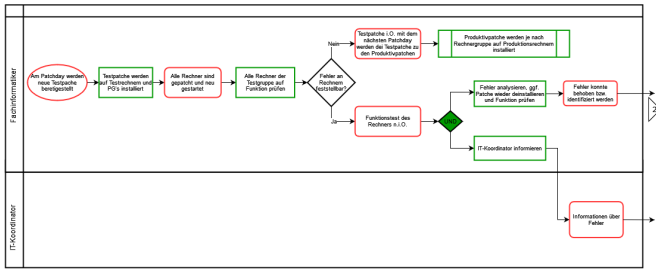 Fachinformatiker
Am Patchday werden
neue Testpache
bereitgestellt
Testpatche werden
auf Testrechnern und
PG's installiert
Alle Rechner sind
gepatcht und neu
gestartet
Alle Rechner der
Testgruppe auf
Funktion prüfen
Fehler an
Rechnern
feststellbar?
Nein
Testpatche i.O. mit dem
nächsten Patchday
werden die Testpatche zu
den Produktivpatchen
Produktivpatche werden je nach
Rechnergruppe auf Produktionsrechnern
installiert
Ja
Funktionstest des
Rechners n.i.O.
UND
Fehler analysieren, ggf.
Patche wieder deinstallieren
und Funktion prüfen
Fehler konnte
behoben bzw.
identifiziert werden
2
IT-Koordinator informieren
IT-Koordinator
Informationen über
Fehler